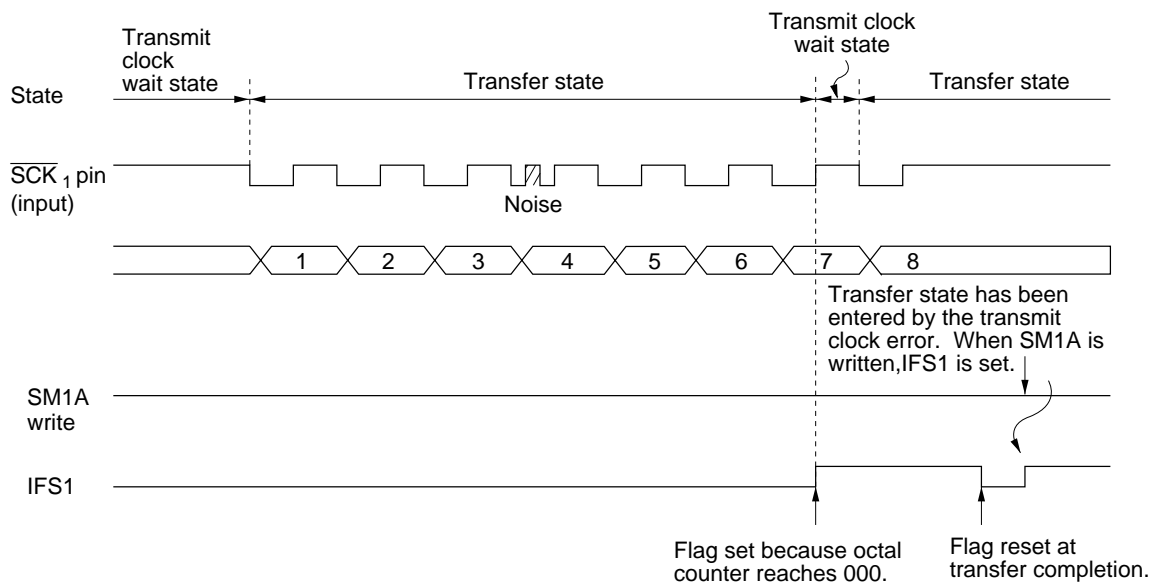 Transmit
clock
wait state
Transmit clock
wait state
State
Transfer state
Transfer state
SCK 1 pin
(input)
Noise
1 2 3 4 5 6 7 8
Transfer state has been
entered by the transmit
clock error. When SM1A is
written,IFS1 is set.
SM1A
write
IFS1
Flag set because octal
counter reaches 000.
Flag reset at
transfer completion.